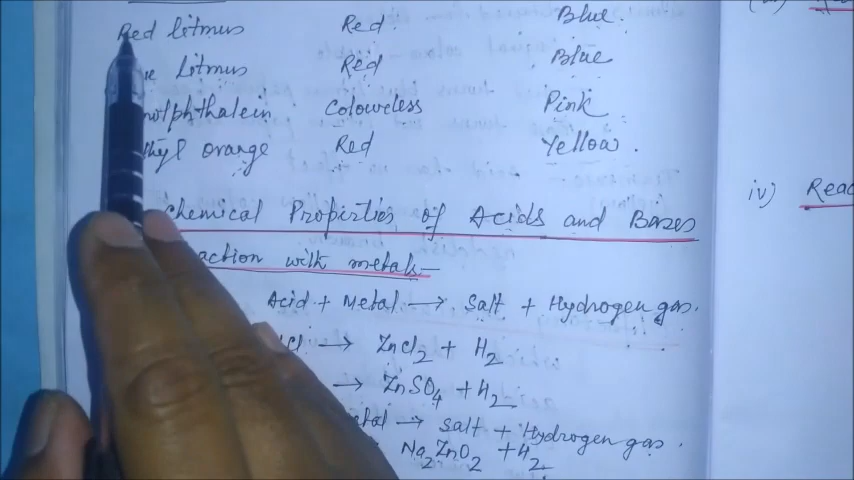 Red litmus Red. Blue.
litmus Red Blue
Colourless Pink
orange Red Yellow.
Chemical Properties of Acids and Bases
iv) Reac
with metals—
Acid + Metal → Salt + Hydrogen gas.
→ ZnCl2 + H2
→ ZnSO4 + H2
→ Salt + Hydrogen gas.
Na2ZnO2 + H2